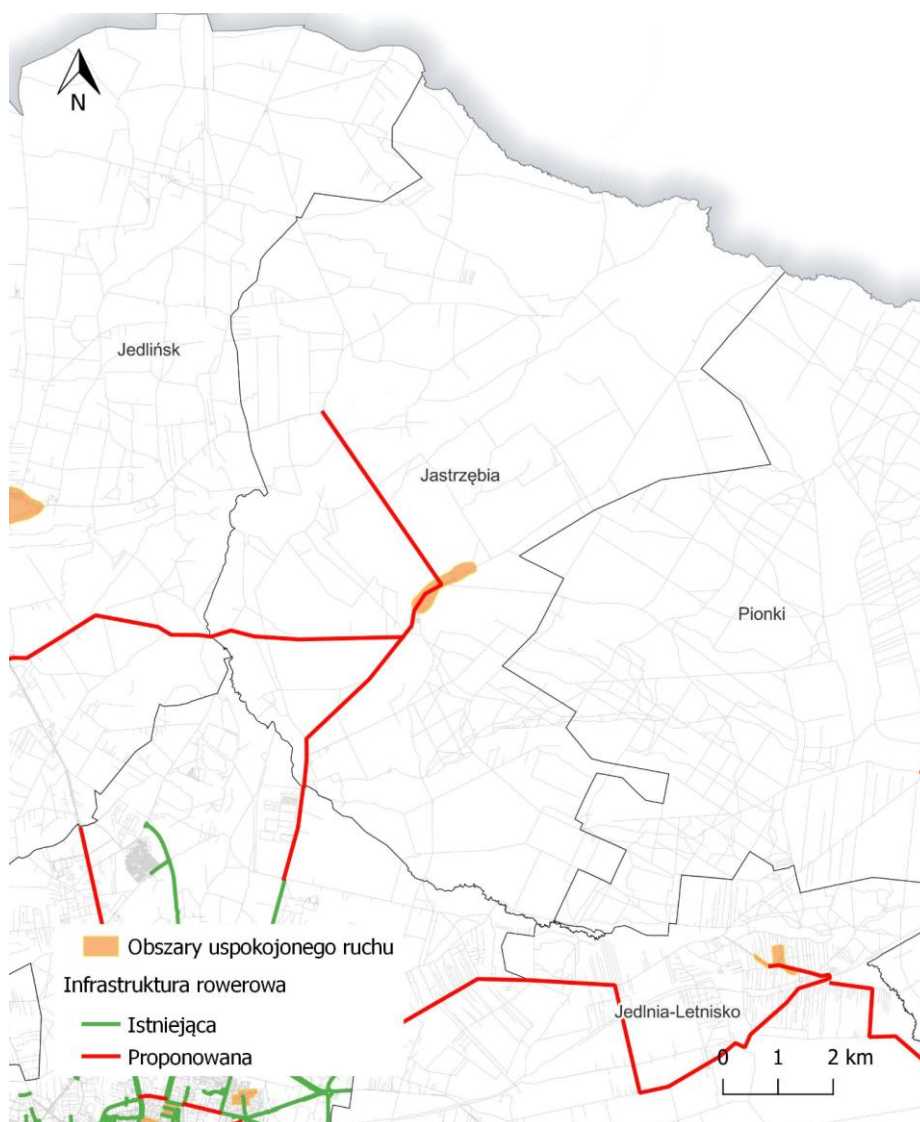 N
Jedlińsk
Jastrzębia
Pionki
Obszary uspokojonego ruchu
Infrastruktura rowerowa
Istniejąca
Proponowana
Jedlnia-Letnisko
0 1 2 km